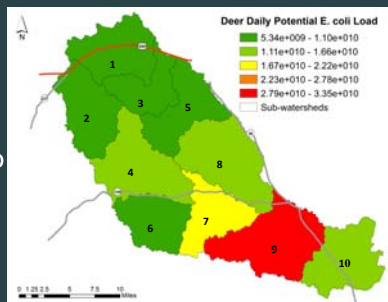 Deer Daily Potential E. coli Load
5.34e+009 - 1.10e+010
1.11e+010 - 1.66e+010
1.67e+010 - 2.22e+010
2.23e+010 - 2.78e+010
2.79e+010 - 3.35e+010
Sub-watersheds
N
1
2
3
5
4
8
6
7
9
10
0 1.25 2.5 5 7.5 10
Miles